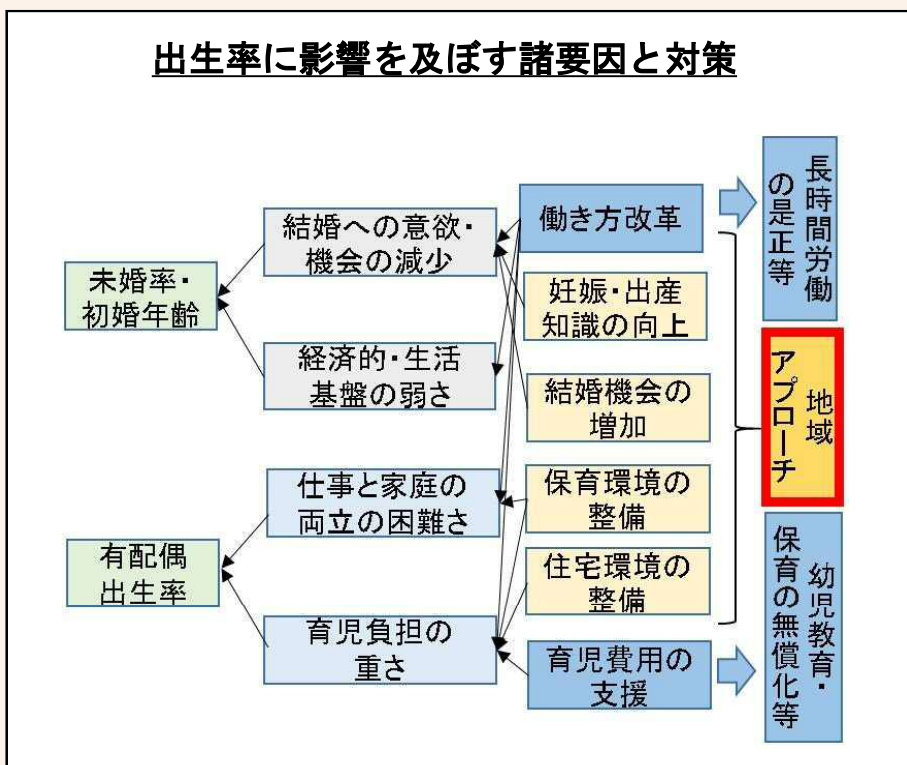 出生率に影響を及ぼす諸要因と対策
未婚率・
初婚年齢
有配偶
出生率
結婚への意欲・
機会の減少
経済的・生活
基盤の弱さ
仕事と家庭の
両立の困難さ
育児負担の
重さ
働き方改革
妊娠・出産
知識の向上
結婚機会の
増加
保育環境の
整備
住宅環境の
整備
育児費用の
支援
長時間労働
の是正等
地域
アプローチ
幼児教育・
保育の無償化等